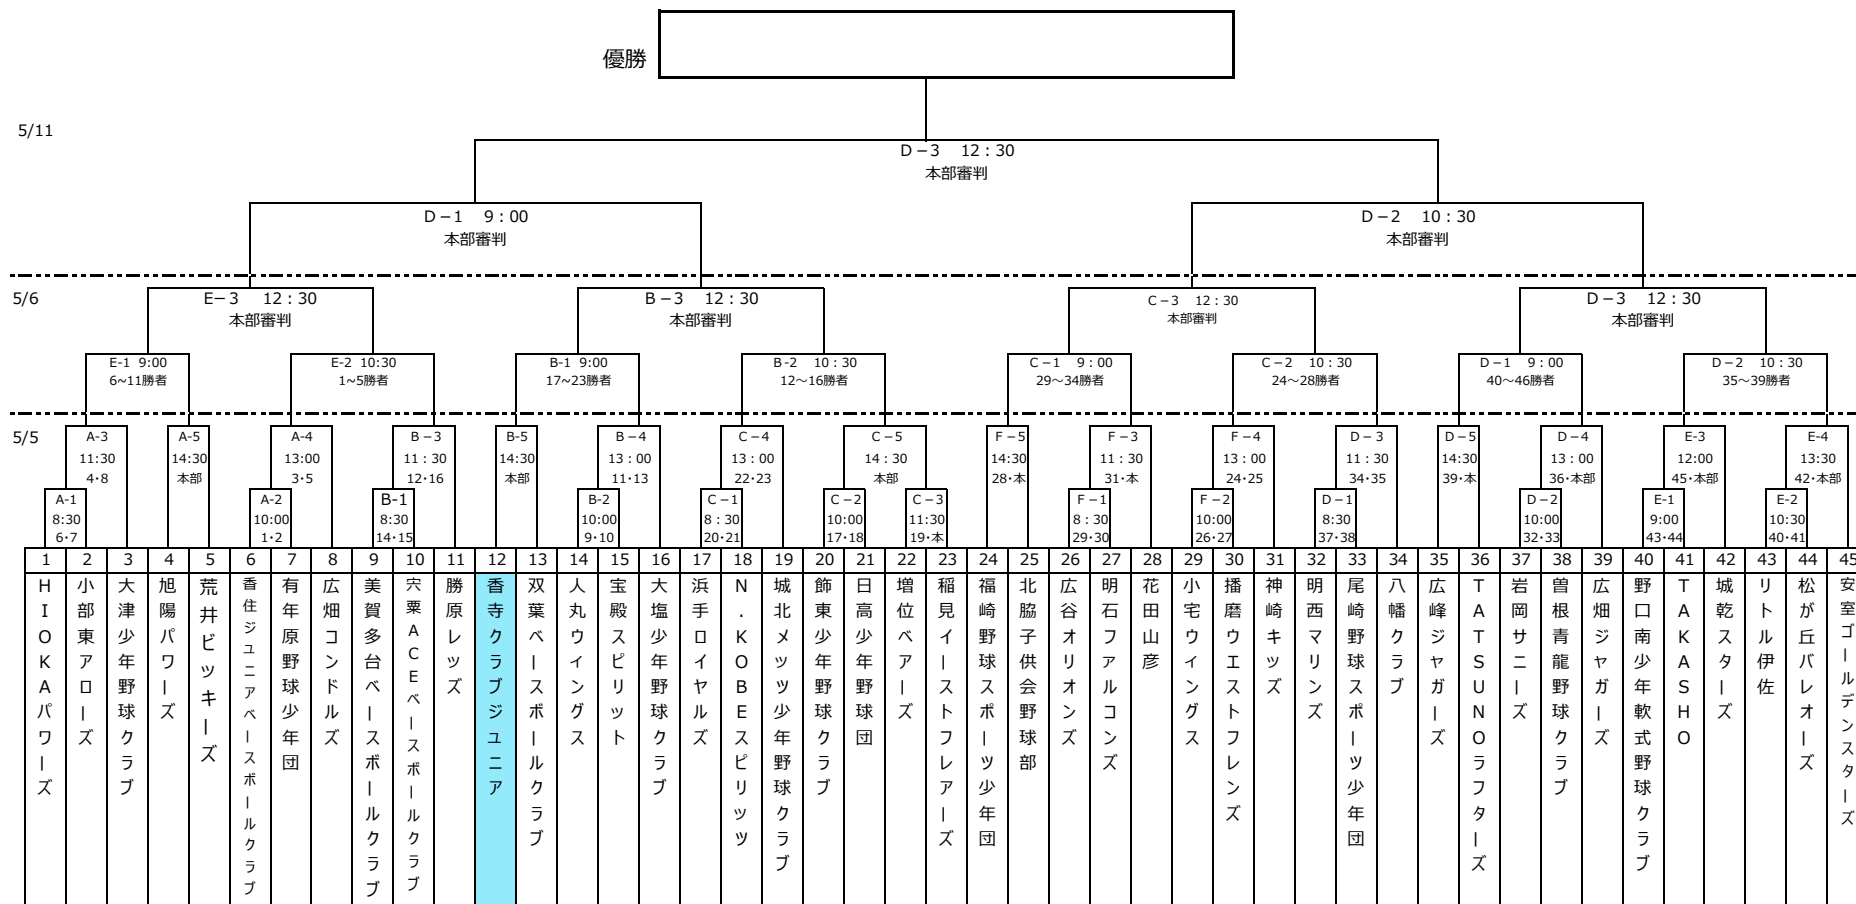 優勝
5/11
D－3　12：30
本部審判
D－1　9：00
本部審判
D－2　10：30
本部審判
5/6
E－3　12：30
本部審判
B－3　12：30
本部審判
C－3　12：30
本部審判
D－3　12：30
本部審判
E-1 9:00
6~11勝者
E-2 10:30
1~5勝者
B-1 9:00
17~23勝者
B-2　10：30
12～16勝者
C－1　9：00
29～34勝者
C－2　10：30
24～28勝者
D－1　9：00
40～46勝者
D－2　10：30
35～39勝者
5/5
A-3
11:30
4・8
A-5
14:30
本部
A-4
13:00
3・5
B－3
11：30
12・16
B-5
14:30
本部
B－4
13：00
11・13
C－4
13：00
22・23
C－5
14：30
本部
F－5
14:30
28・本
F－3
11：30
31・本
F－4
13：00
24・25
D－3
11：30
34・35
D－5
14:30
39・本
D－4
13：00
36・本部
E-3
12:00
45・本部
E-4
13:30
42・本部
A-1
8:30
6・7
A-2
10:00
1・2
B-1
8:30
14・15
B-2
10:00
9・10
C－1
8：30
20・21
C－2
10:00
17・18
C－3
11:30
19・本
F－1
8：30
29・30
F－2
10:00
26・27
D－1
8:30
37・38
D－2
10:00
32・33
E-1
9:00
43・44
E-2
10:30
40・41
1 2 3 4 5 6 7 8 9 10 11 12 13 14 15 16 17 18 19 20 21 22 23 24 25 26 27 28 29 30 31 32 33 34 35 36 37 38 39 40 41 42 43 44 45
HIOKAパワーズ
小部東アローズ
大津少年野球クラブ
旭陽パワーズ
荒井ビッキーズ
香住ジュニアベースボールクラブ
有年原野球少年団
広畑コンドルズ
美賀多台ベースボールクラブ
宍粟ACEベースボールクラブ
勝原レッズ
香寺クラブジュニア
双葉ベースボールクラブ
人丸ウィングス
宝殿スピリット
大塩少年野球クラブ
浜手ロイヤルズ
N.KOBEスピリッツ
城北メッツ少年野球クラブ
飾東少年野球クラブ
日高少年野球団
増位ベアーズ
稲見イーストフレアーズ
福崎野球スポーツ少年団
北脇子供会野球部
広谷オリオンズ
明石ファルコンズ
花田山彦
小宅ウィングス
播磨ウエストフレンズ
神崎キッズ
明西マリンズ
尾崎野球スポーツ少年団
八幡クラブ
広峰ジャガーズ
TATSUNOラフターズ
岩岡サニーズ
曽根青龍野球クラブ
広畑ジャガーズ
野口南少年軟式野球クラブ
TAKASHO
城乾スターズ
リトル伊佐
松が丘バレオーズ
安室ゴールデンスターズ